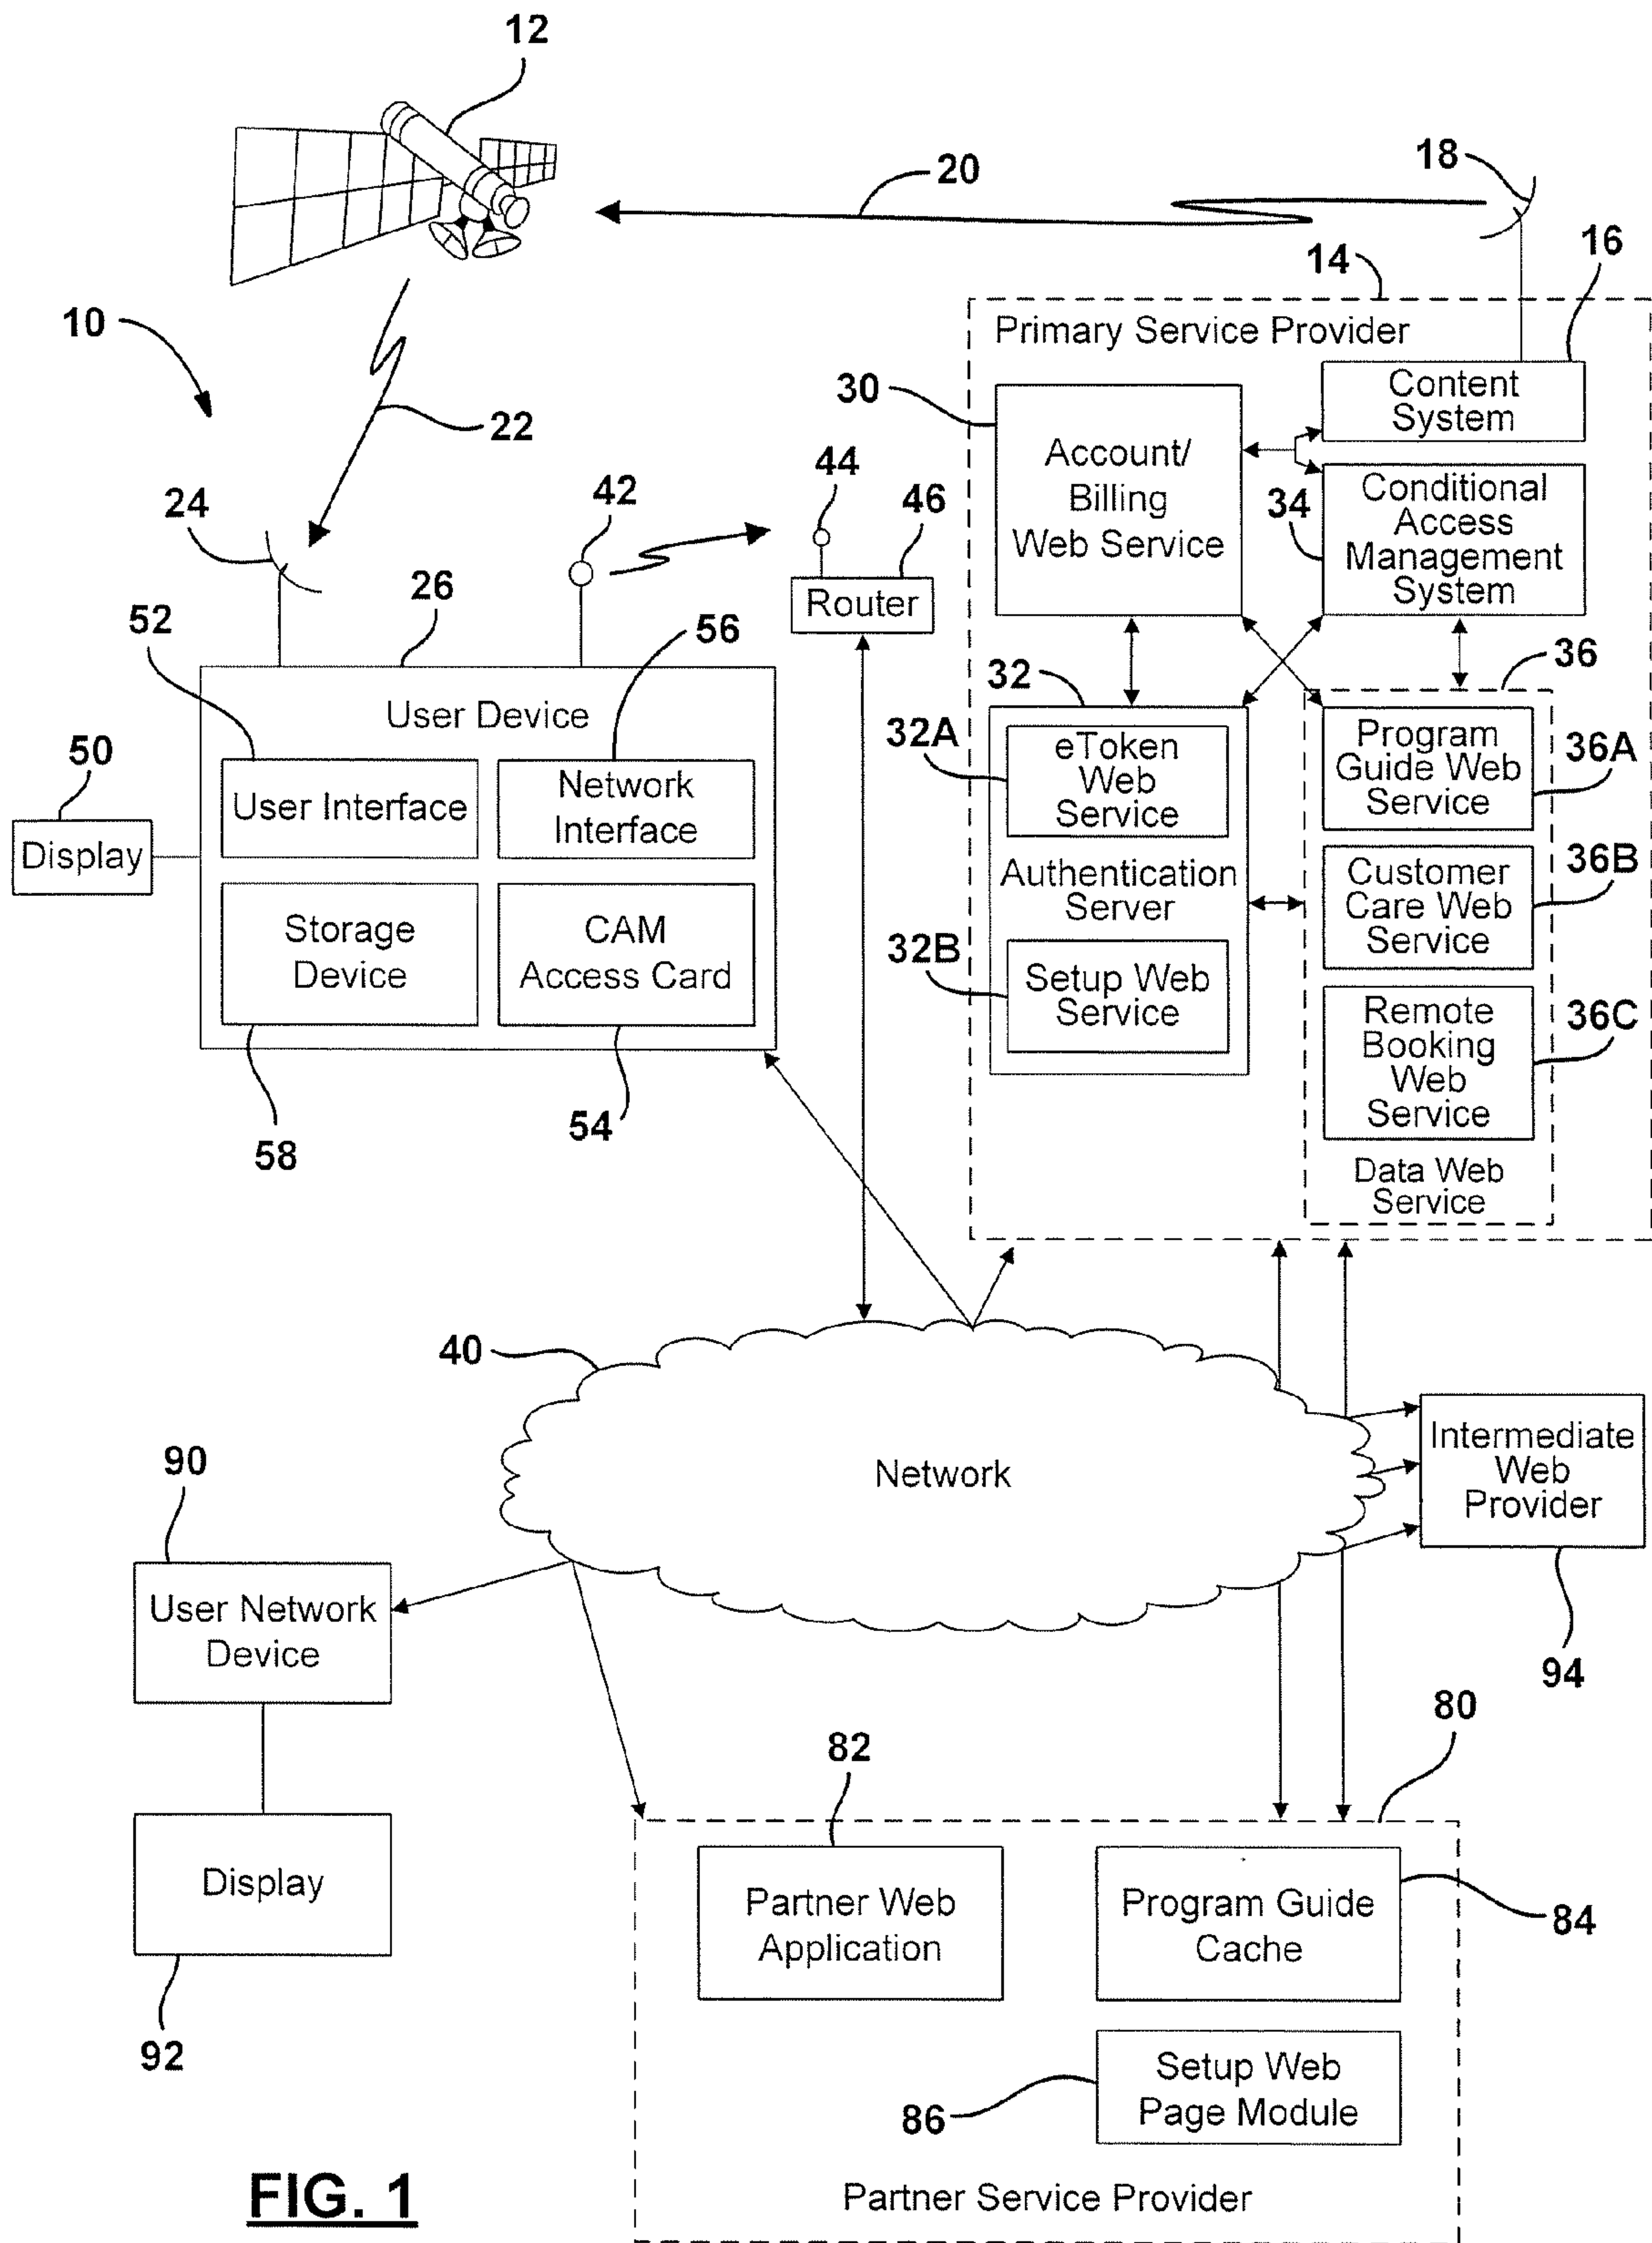 12
20
18
14
16
10
Primary Service Provider
30
Content
System
22
Account/
Billing
Web Service
34
Conditional
Access
Management
System
24
42
44
46
Router
26
52
56
32
36
User Device
50
User Interface
Network
Interface
Display
Storage
Device
CAM
Access Card
58
54
32A
eToken
Web
Service
Authentication
Server
32B
Setup Web
Service
Program
Guide Web
Service
36A
Customer
Care Web
Service
36B
Remote
Booking
Web
Service
36C
Data Web
Service
40
Network
Intermediate
Web
Provider
94
90
User Network
Device
Display
92
80
82
Partner Web
Application
Program Guide
Cache
84
Setup Web
Page Module
86
Partner Service Provider
FIG. 1